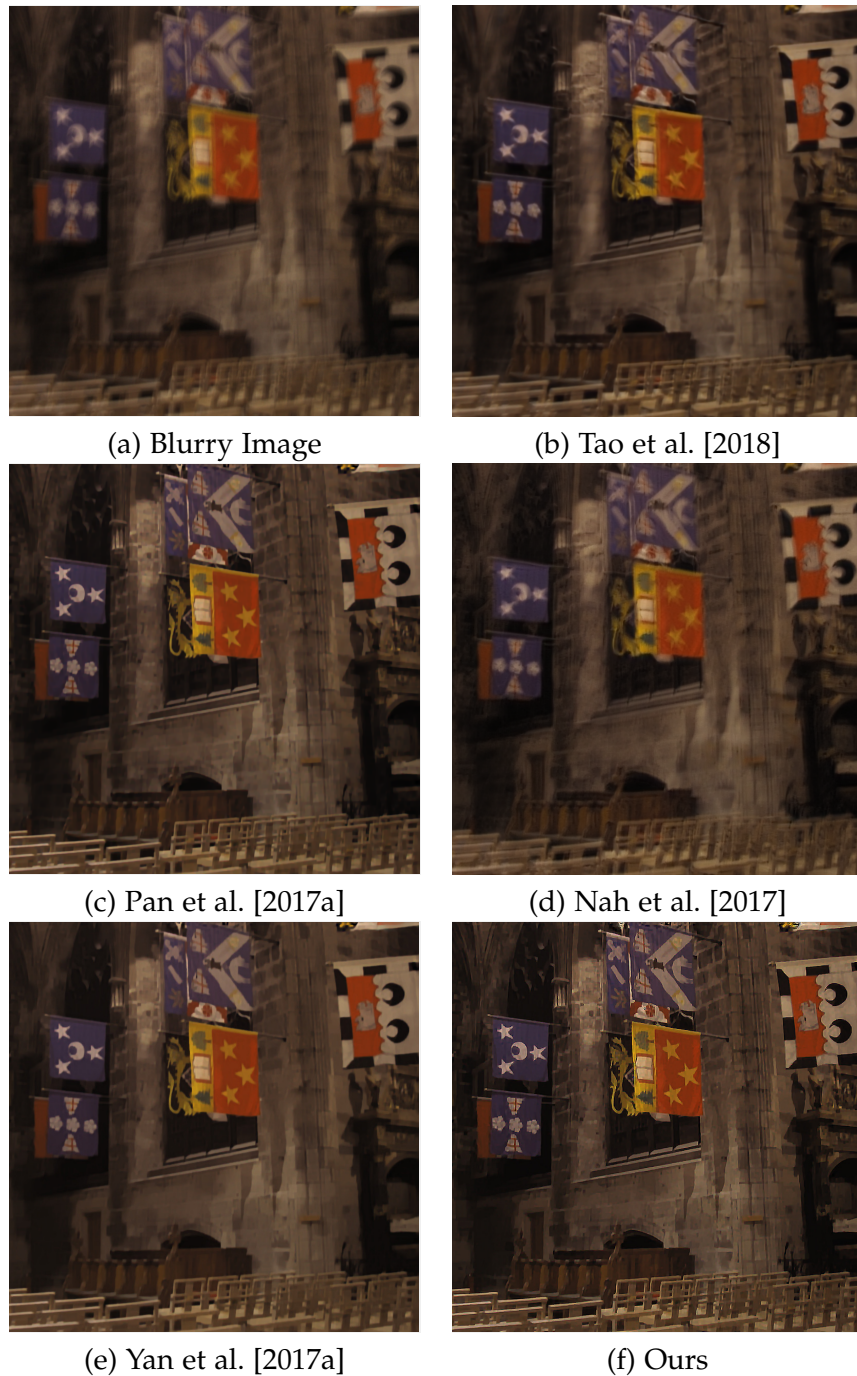 (a) Blurry Image
(b) Tao et al. [2018]
(c) Pan et al. [2017a]
(d) Nah et al. [2017]
(e) Yan et al. [2017a]
(f) Ours